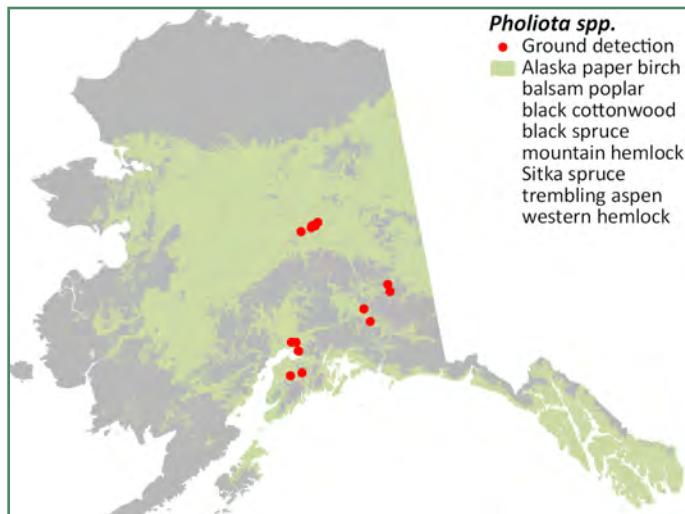 Pholiota spp.
Ground detection
Alaska paper birch
balsam poplar
black cottonwood
black spruce
mountain hemlock
Sitka spruce
trembling aspen
western hemlock